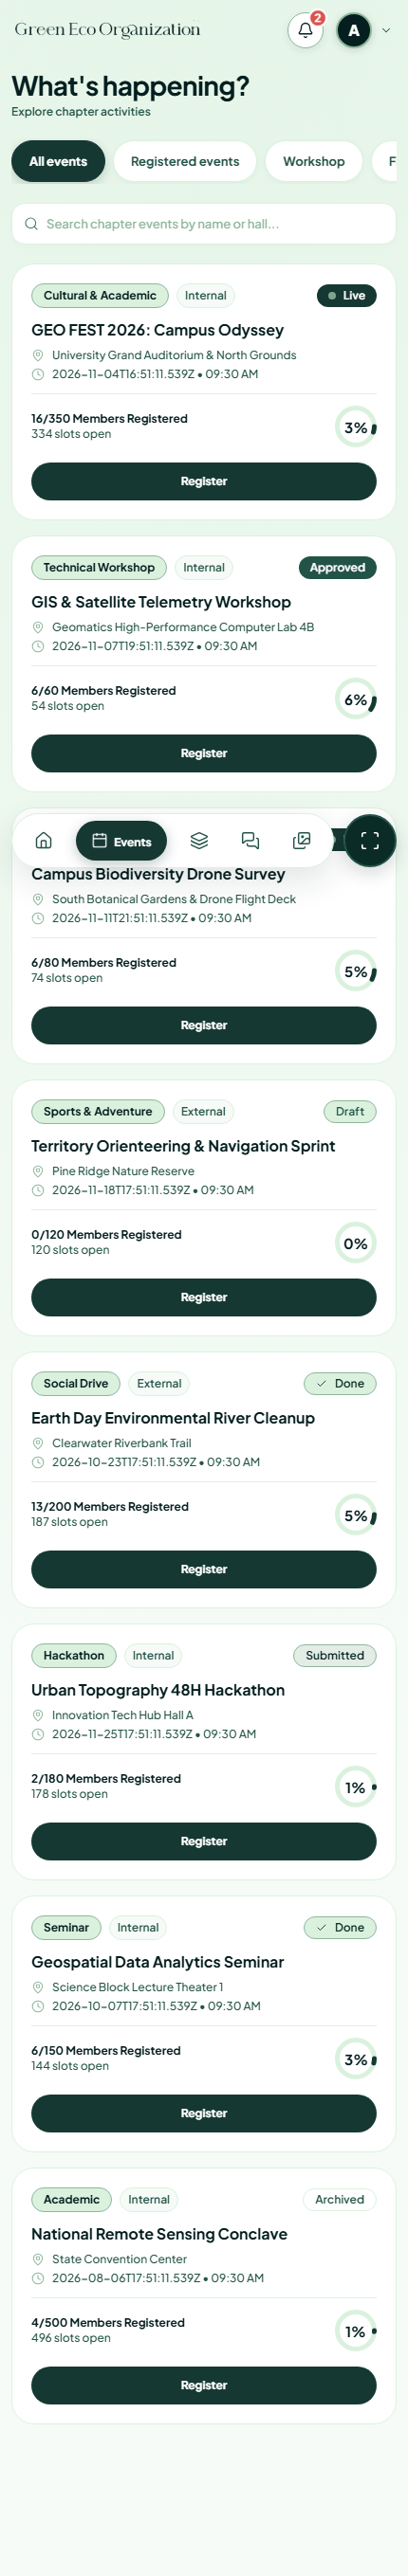 Green Eco Organization
2
A
What's happening?
Explore chapter activities
All events
Registered events
Workshop
F
Search chapter events by name or hall...
Cultural & Academic
Internal
Live
GEO FEST 2026: Campus Odyssey
University Grand Auditorium & North Grounds
2026-11-04T16:51:11.539Z • 09:30 AM
16/350 Members Registered
334 slots open
3%
Register
Technical Workshop
Internal
Approved
GIS & Satellite Telemetry Workshop
Geomatics High-Performance Computer Lab 4B
2026-11-07T19:51:11.539Z • 09:30 AM
6/60 Members Registered
54 slots open
6%
Register
Events
Campus Biodiversity Drone Survey
South Botanical Gardens & Drone Flight Deck
2026-11-11T21:51:11.539Z • 09:30 AM
6/80 Members Registered
74 slots open
5%
Register
Sports & Adventure
External
Draft
Territory Orienteering & Navigation Sprint
Pine Ridge Nature Reserve
2026-11-18T17:51:11.539Z • 09:30 AM
0/120 Members Registered
120 slots open
0%
Register
Social Drive
External
Done
Earth Day Environmental River Cleanup
Clearwater Riverbank Trail
2026-10-23T17:51:11.539Z • 09:30 AM
13/200 Members Registered
187 slots open
5%
Register
Hackathon
Internal
Submitted
Urban Topography 48H Hackathon
Innovation Tech Hub Hall A
2026-11-25T17:51:11.539Z • 09:30 AM
2/180 Members Registered
178 slots open
1%
Register
Seminar
Internal
Done
Geospatial Data Analytics Seminar
Science Block Lecture Theater 1
2026-10-07T17:51:11.539Z • 09:30 AM
6/150 Members Registered
144 slots open
3%
Register
Academic
Internal
Archived
National Remote Sensing Conclave
State Convention Center
2026-08-06T17:51:11.539Z • 09:30 AM
4/500 Members Registered
496 slots open
1%
Register